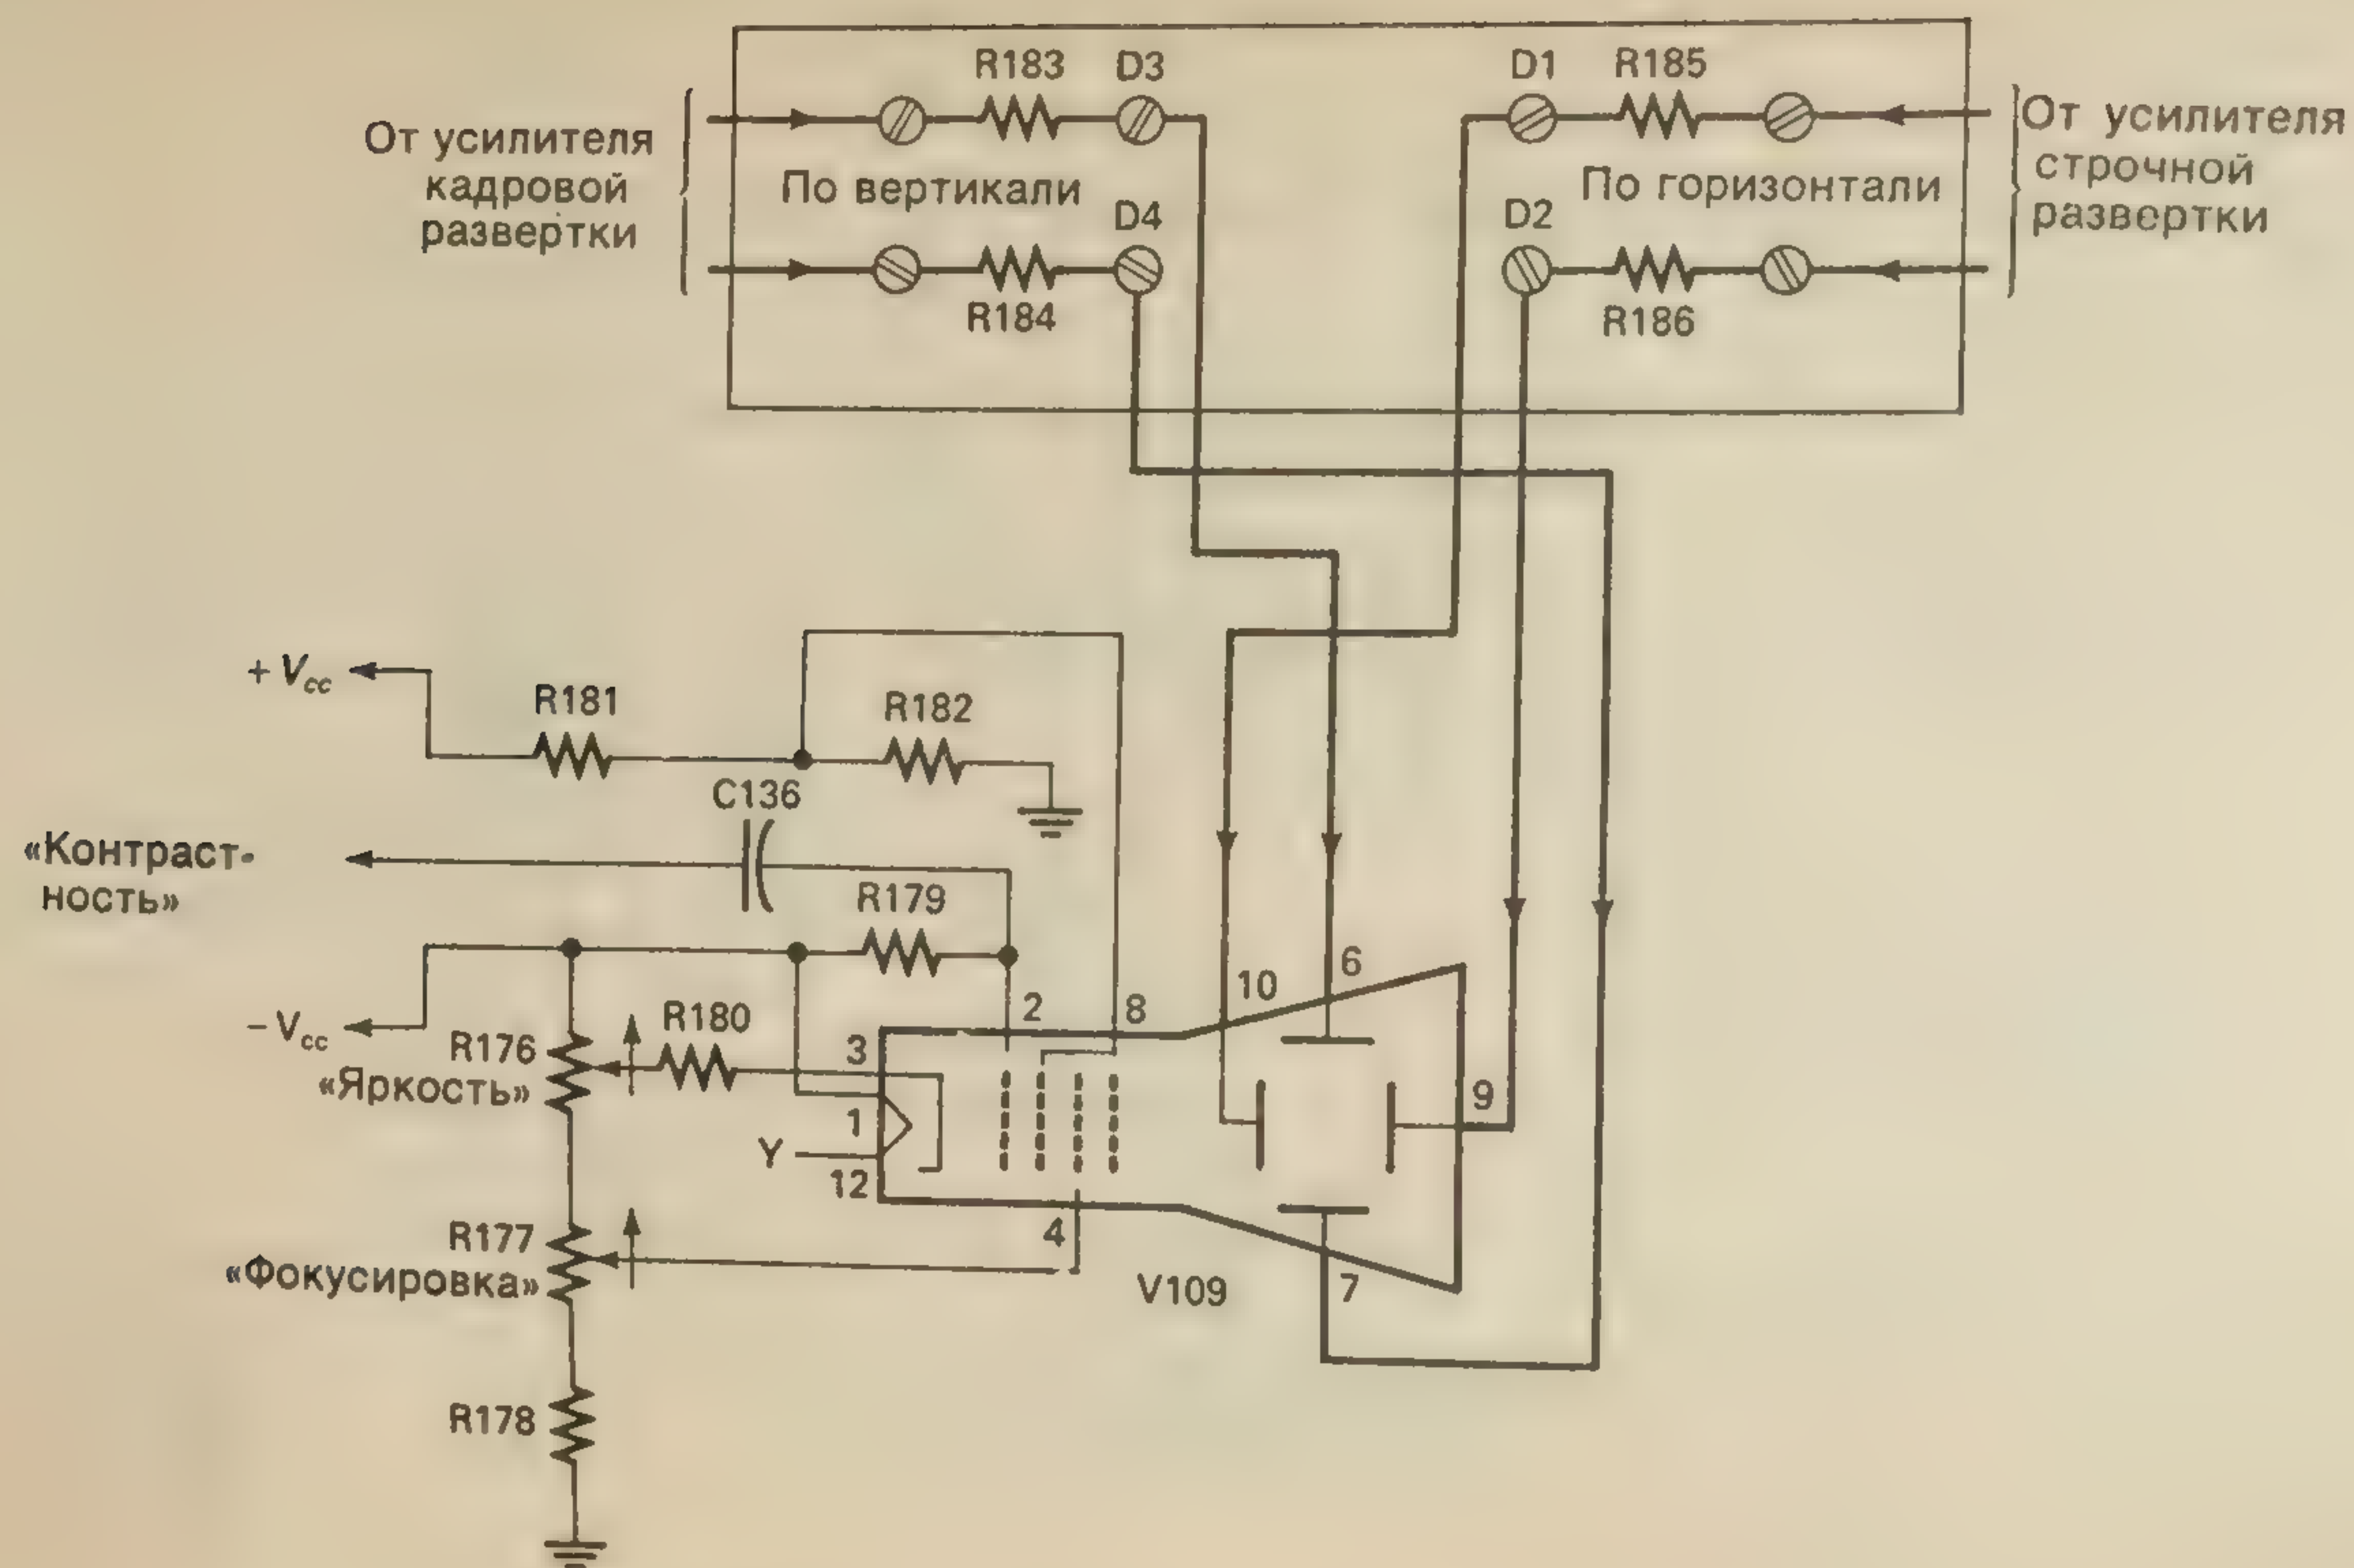 R183 D3 D1 R185
От усилителя
кадровой
развертки
По вертикали
D4
R184
По горизонтали
D2
R186
От усилителя
строчной
развертки
+ Vcc
R181
R182
C136
«Контраст-
ность»
R179
- Vcc
R176
«Яркость»
R180
3
2
8
10
6
1
Y
12
9
R177
«Фокусировка»
4
V109
7
R178